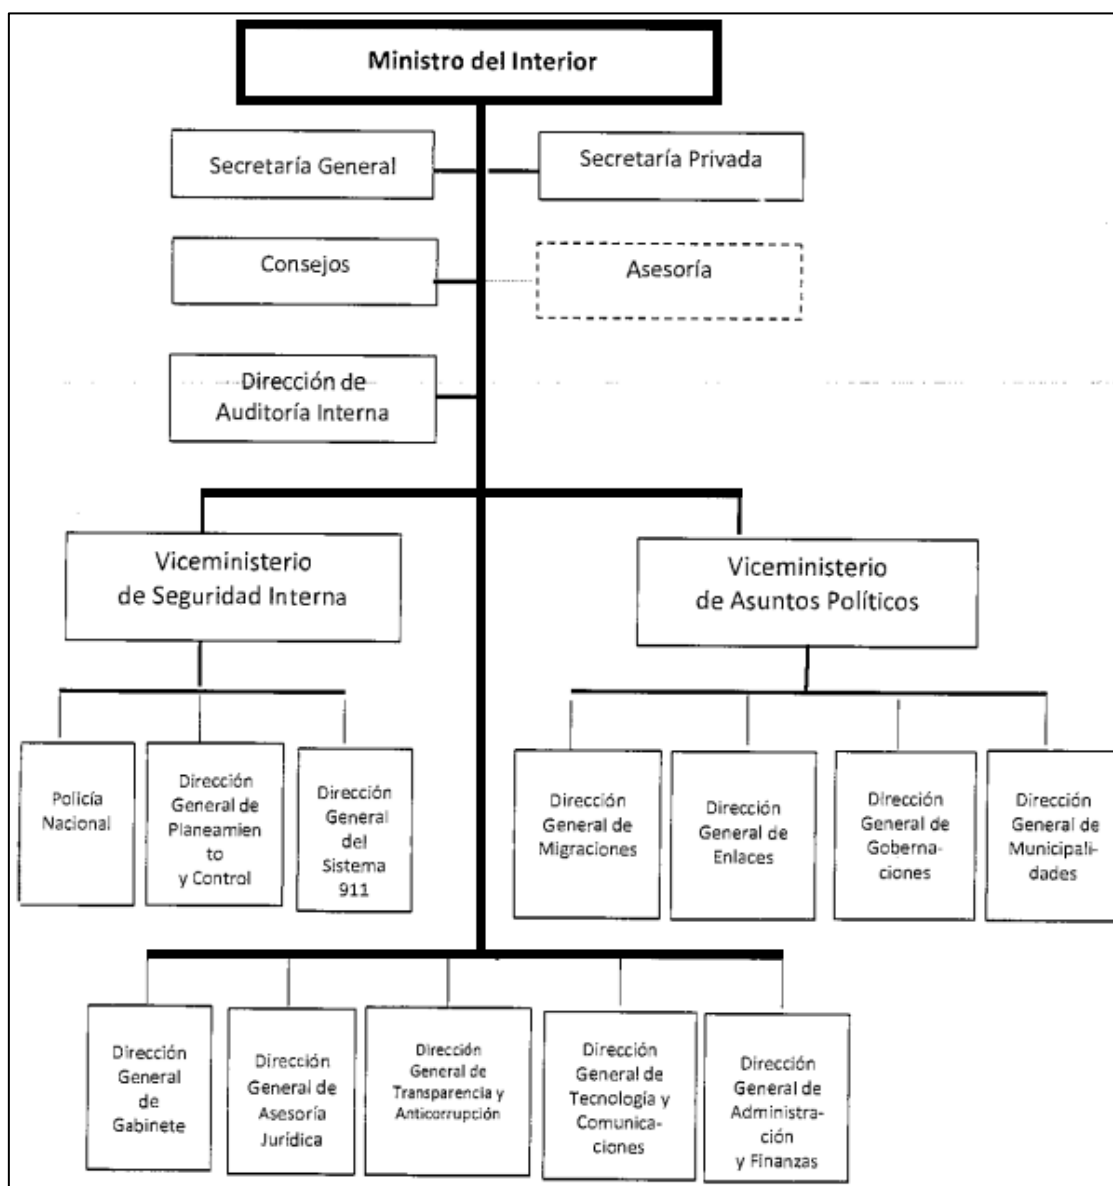 Ministro del Interior
Secretaría General
Secretaría Privada
Consejos
Asesoría
Dirección de
Auditoría Interna
Viceministerio
de Seguridad Interna
Viceministerio
de Asuntos Políticos
Policía
Nacional
Dirección
General de
Planeamien
to
y Control
Dirección
General
del
Sistema
911
Dirección
General de
Migraciones
Dirección
General de
Enlaces
Dirección
General de
Goberna-
ciones
Dirección
General de
Municipali-
dades
Dirección
General
de
Gabinete
Dirección
General de
Asesoría
Jurídica
Dirección
General de
Transparencia y
Anticorrupción
Dirección
General de
Tecnología y
Comunica-
ciones
Dirección
General de
Administra-
ción
y Finanzas